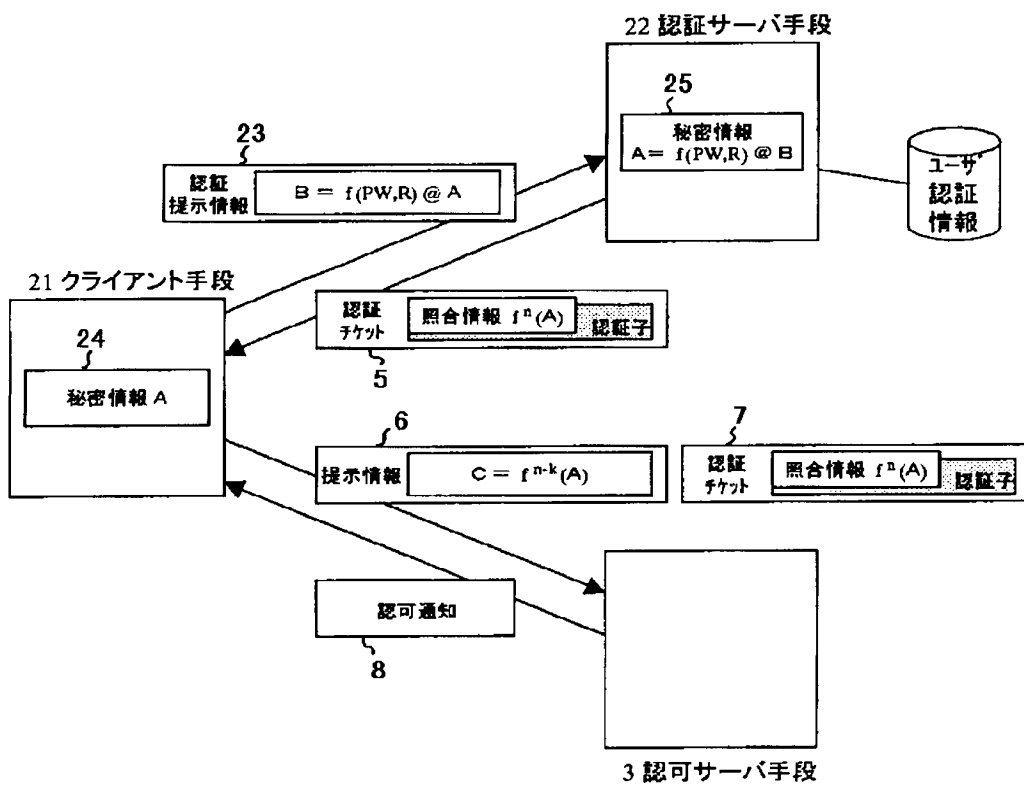 22 認証サーバ手段
25
秘密情報
A= f(PW,R) @ B
ユーザ
認証
情報
23
認証
提示情報
B = f(PW,R) @ A
21 クライアント手段
24
秘密情報 A
認証
チケット
照合情報 fⁿ(A)
認証子
5
6
提示情報
C = fⁿ⁻ᵏ(A)
7
認証
チケット
照合情報 fⁿ(A)
認証子
認可通知
8
3 認可サーバ手段